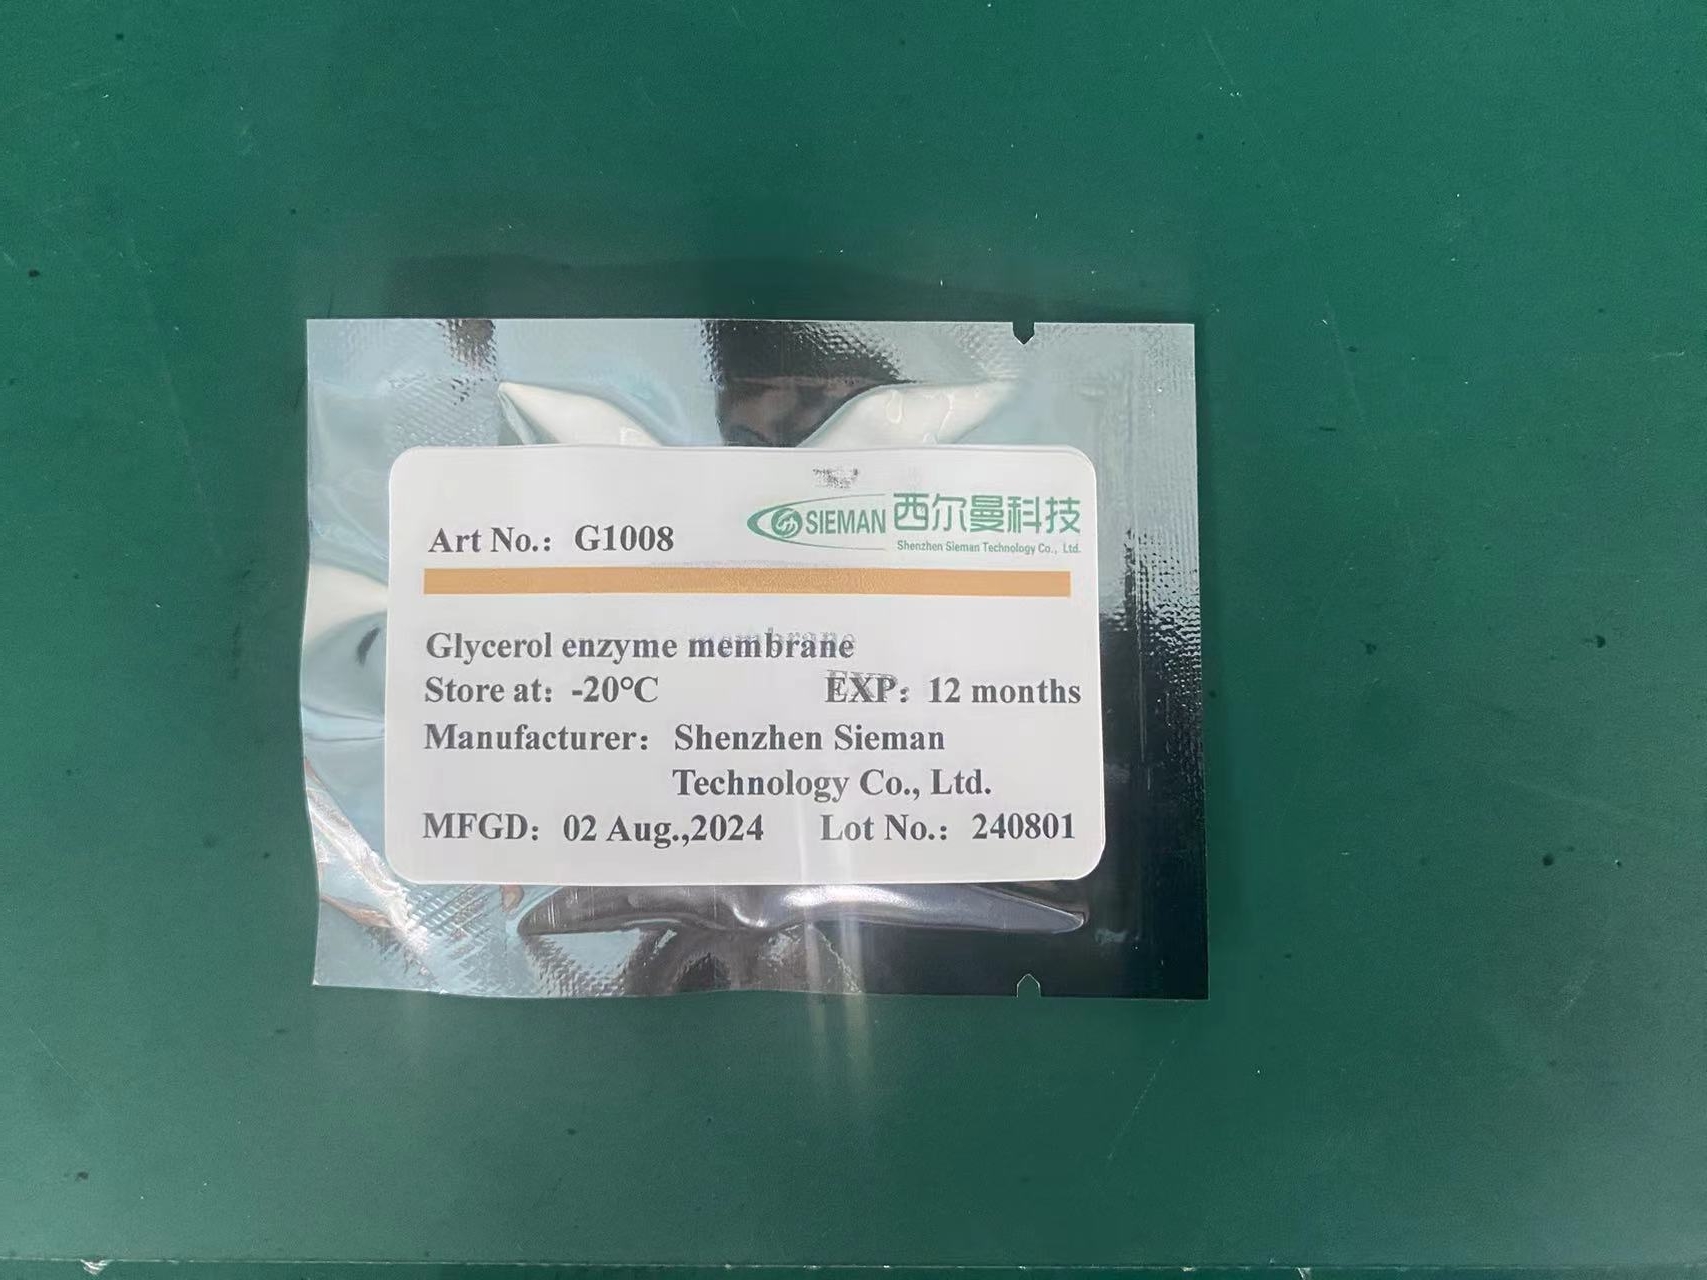 SIEMAN 西尔曼科技
Shenzhen Sieman Technology Co., Ltd.
Art No.: G1008
Glycerol enzyme membrane
Store at: -20°C EXP: 12 months
Manufacturer: Shenzhen Sieman
Technology Co., Ltd.
MFGD: 02 Aug.,2024 Lot No.: 240801